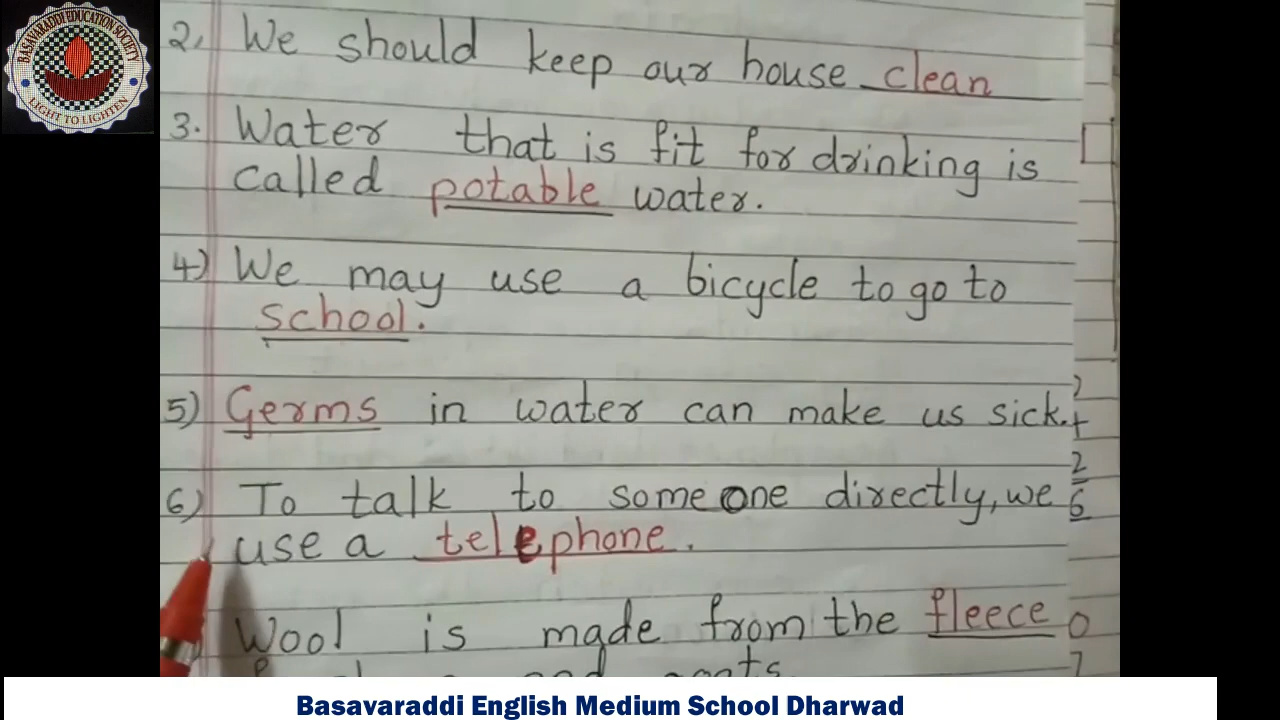 BASAVARADDI EDUCATION SOCIETY
LIGHT TO LIGHTEN
2. We should keep our house clean
3. Water that is fit for drinking is
called potable water.
4) We may use a bicycle to go to
school.
5) Germs in water can make us sick.
6) To talk to someone directly, we
use a telephone.
Wool is made from the fleece
Basavaraddi English Medium School Dharwad